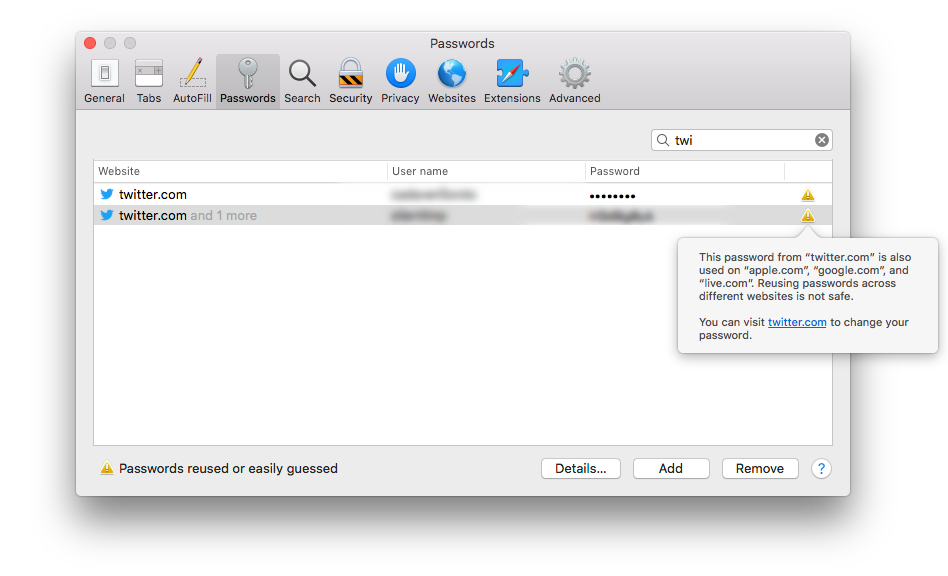 Passwords
General Tabs AutoFill Passwords Search Security Privacy Websites Extensions Advanced
twi
Website User name Password
twitter.com ••••••••
twitter.com and 1 more
This password from “twitter.com” is also
used on “apple.com”, “google.com”, and
“live.com”. Reusing passwords across
different websites is not safe.
You can visit twitter.com to change your
password.
Passwords reused or easily guessed Details... Add Remove ?